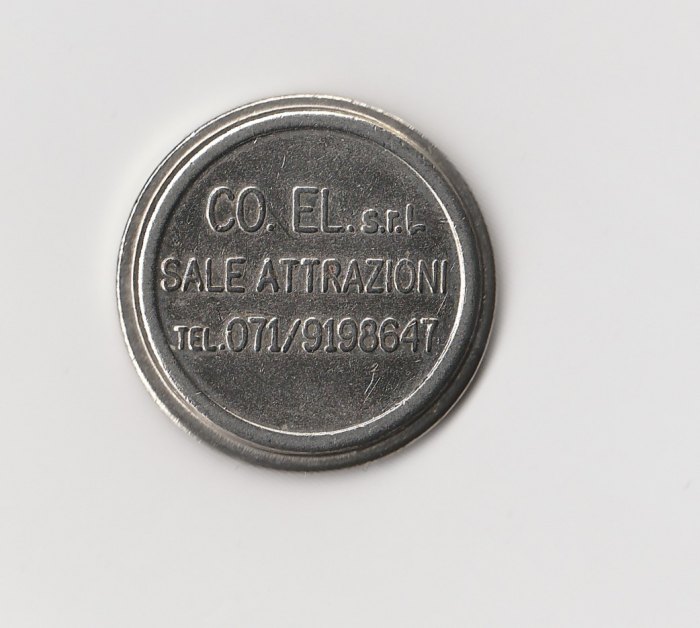 CO. EL. s.r.l.
SALE ATTRAZIONI
TEL.071/9198647